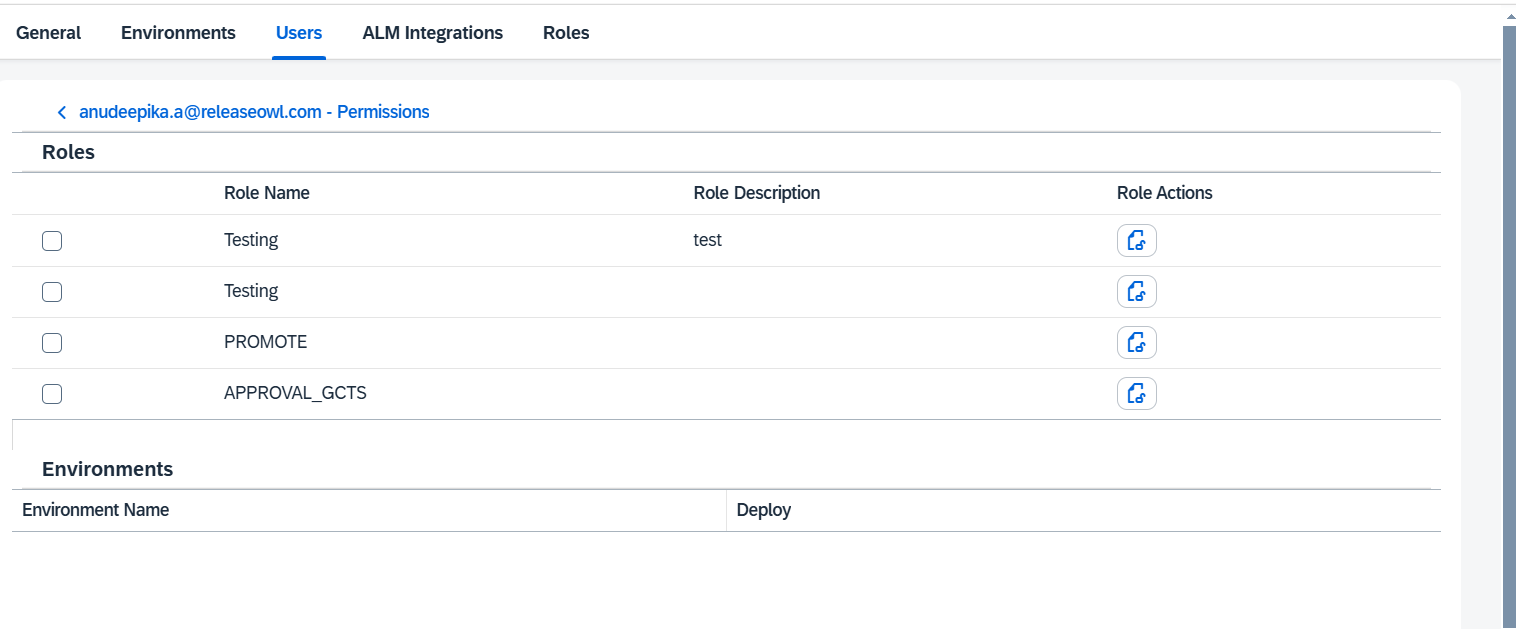 General Environments Users ALM Integrations Roles
anudeepika.a@releaseowl.com - Permissions
Roles
Role Name Role Description Role Actions
Testing test
Testing
PROMOTE
APPROVAL_GCTS
Environments
Environment Name Deploy